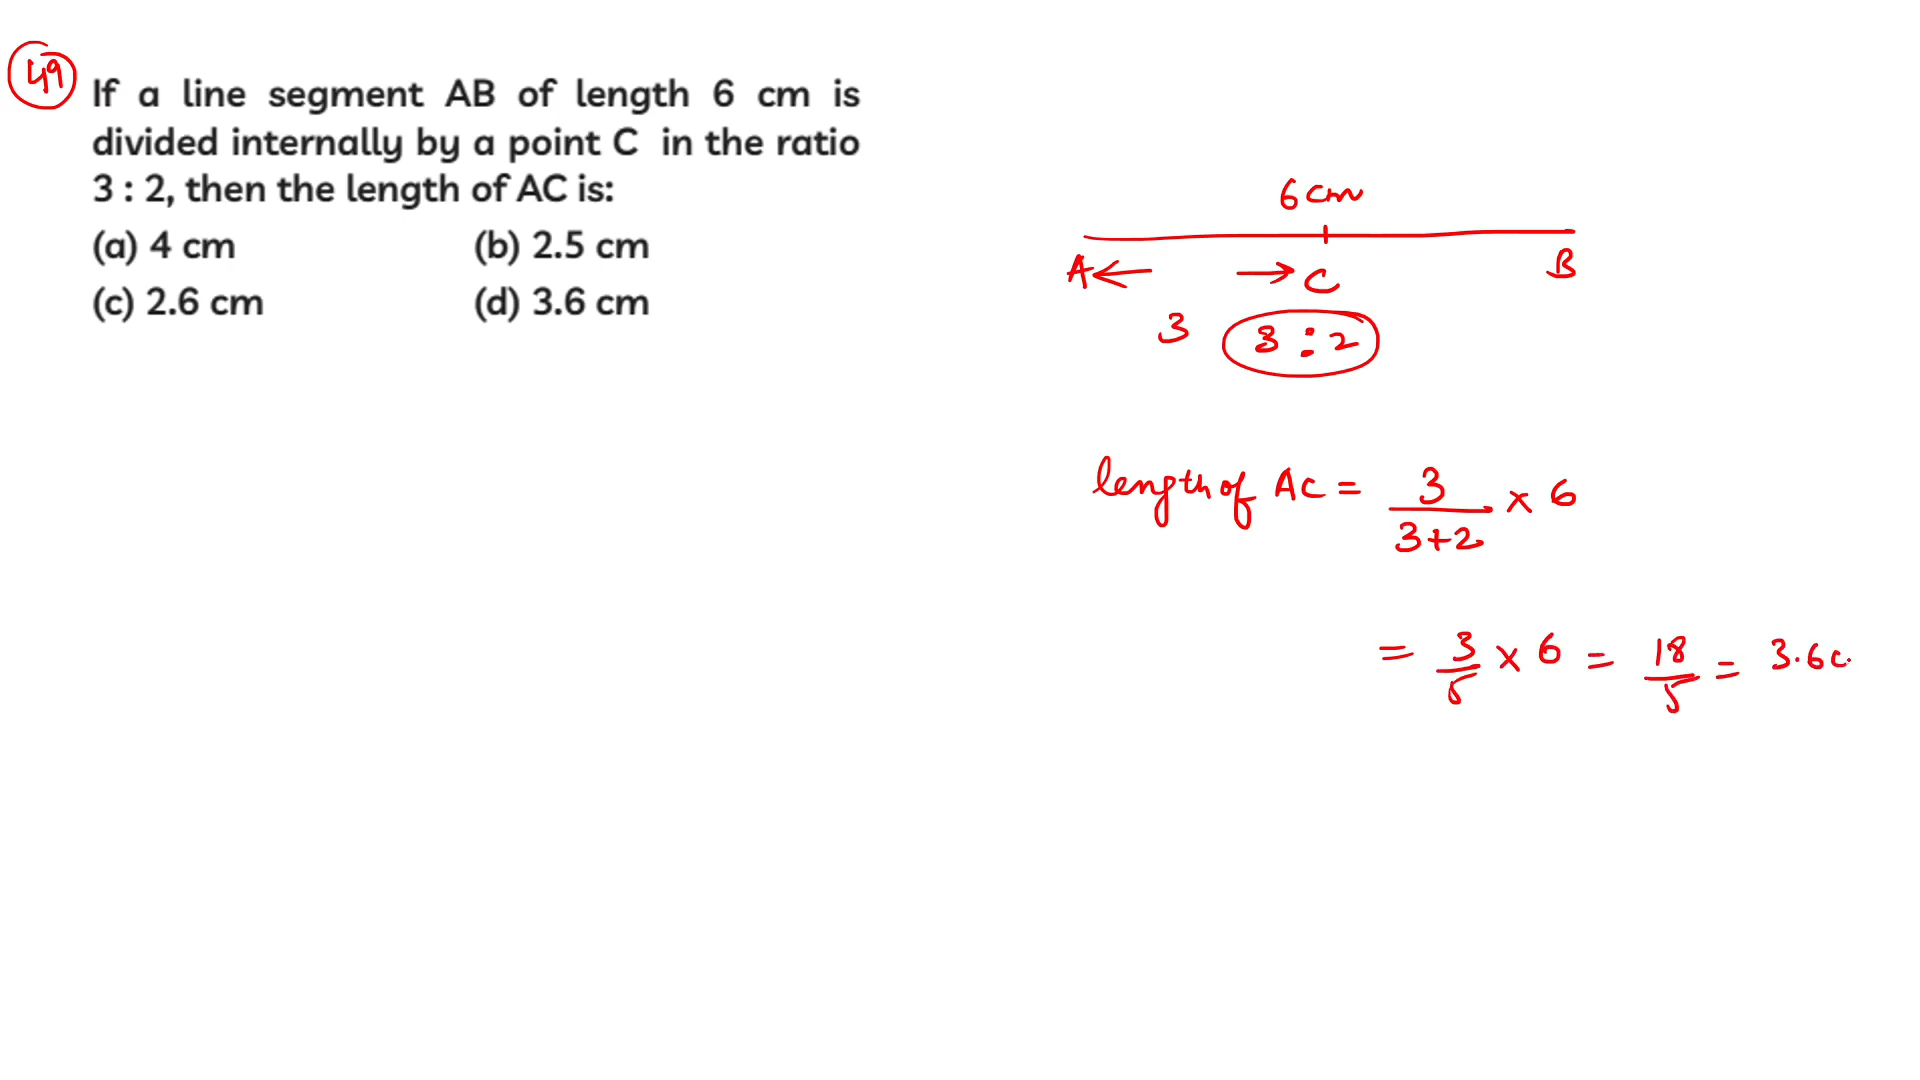 49
If a line segment AB of length 6 cm is
divided internally by a point C in the ratio
3 : 2, then the length of AC is:
(a) 4 cm (b) 2.5 cm
(c) 2.6 cm (d) 3.6 cm
6cm
A C B
3 3 : 2
length of AC = 3/(3+2) × 6
= 3/5 × 6 = 18/5 = 3.6c